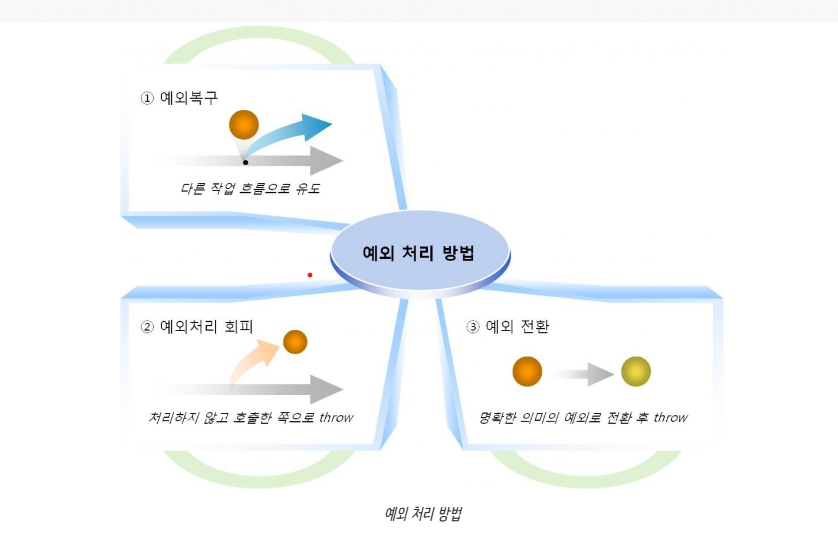 ① 예외복구
다른 작업 흐름으로 유도
예외 처리 방법
② 예외처리 회피
처리하지 않고 호출한 쪽으로 throw
③ 예외 전환
명확한 의미의 예외로 전환 후 throw
예외 처리 방법